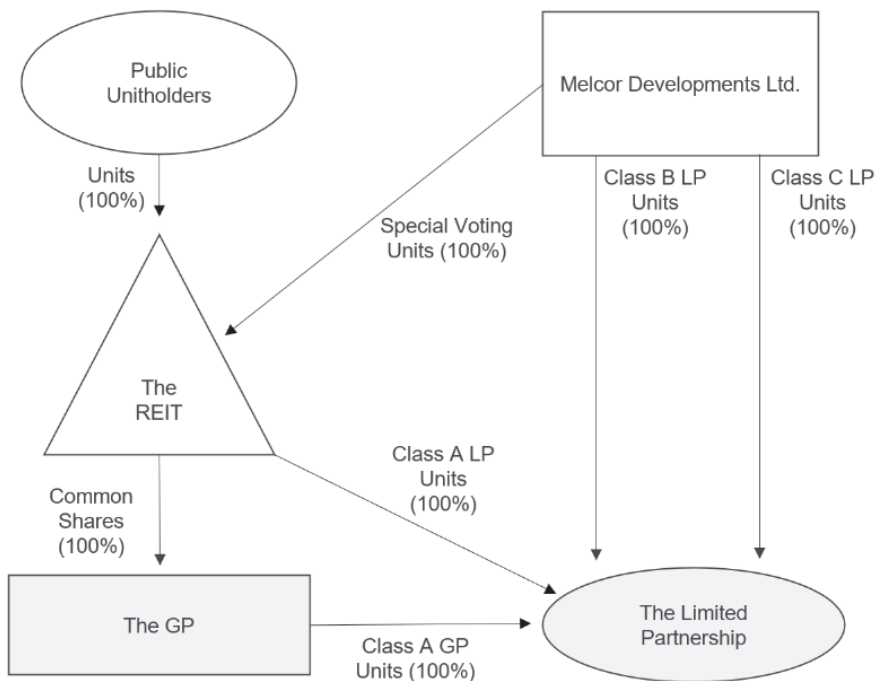 Public
Unitholders
Melcor Developments Ltd.
Units
(100%)
Class B LP
Units
(100%)
Class C LP
Units
(100%)
Special Voting
Units (100%)
The
REIT
Class A LP
Units
(100%)
Common
Shares
(100%)
The GP
The Limited
Partnership
Class A GP
Units (100%)